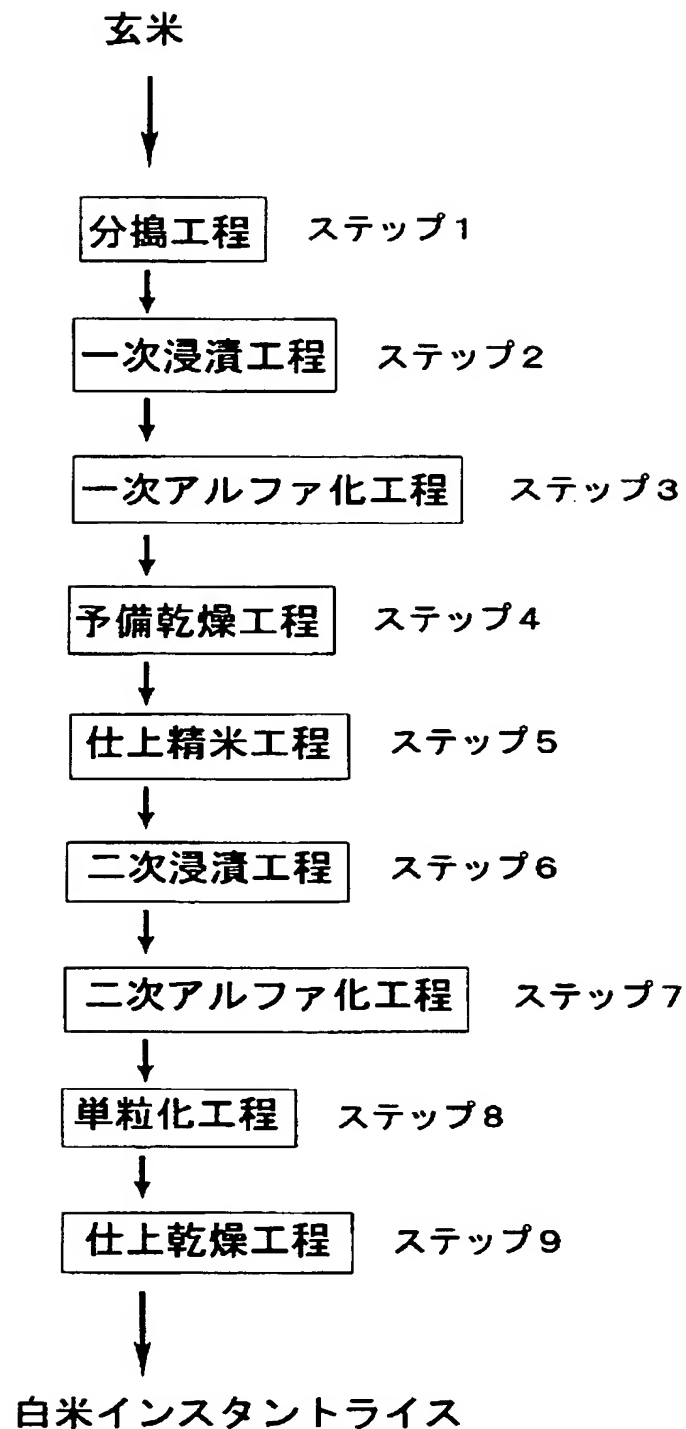 玄米
分搗工程 ステップ1
一次浸漬工程 ステップ2
一次アルファ化工程 ステップ3
予備乾燥工程 ステップ4
仕上精米工程 ステップ5
二次浸漬工程 ステップ6
二次アルファ化工程 ステップ7
単粒化工程 ステップ8
仕上乾燥工程 ステップ9
白米インスタントライス